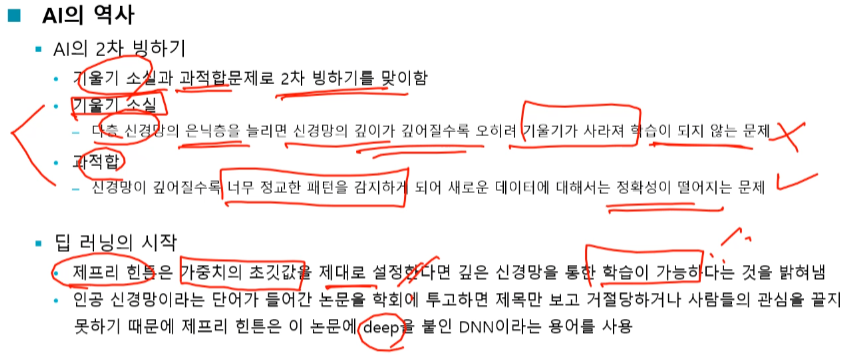 ■ AI의 역사
▪ AI의 2차 빙하기
• 기울기 소실과 과적합문제로 2차 빙하기를 맞이함
• 기울기 소실
– 다층 신경망의 은닉층을 늘리면 신경망의 깊이가 깊어질수록 오히려 기울기가 사라져 학습이 되지 않는 문제
• 과적합
– 신경망이 깊어질수록 너무 정교한 패턴을 감지하게 되어 새로운 데이터에 대해서는 정확성이 떨어지는 문제
▪ 딥 러닝의 시작
• 제프리 힌튼은 가중치의 초깃값을 제대로 설정한다면 깊은 신경망을 통한 학습이 가능하다는 것을 밝혀냄
• 인공 신경망이라는 단어가 들어간 논문을 학회에 투고하면 제목만 보고 거절당하거나 사람들의 관심을 끌지
못하기 때문에 제프리 힌튼은 이 논문에 deep을 붙인 DNN이라는 용어를 사용